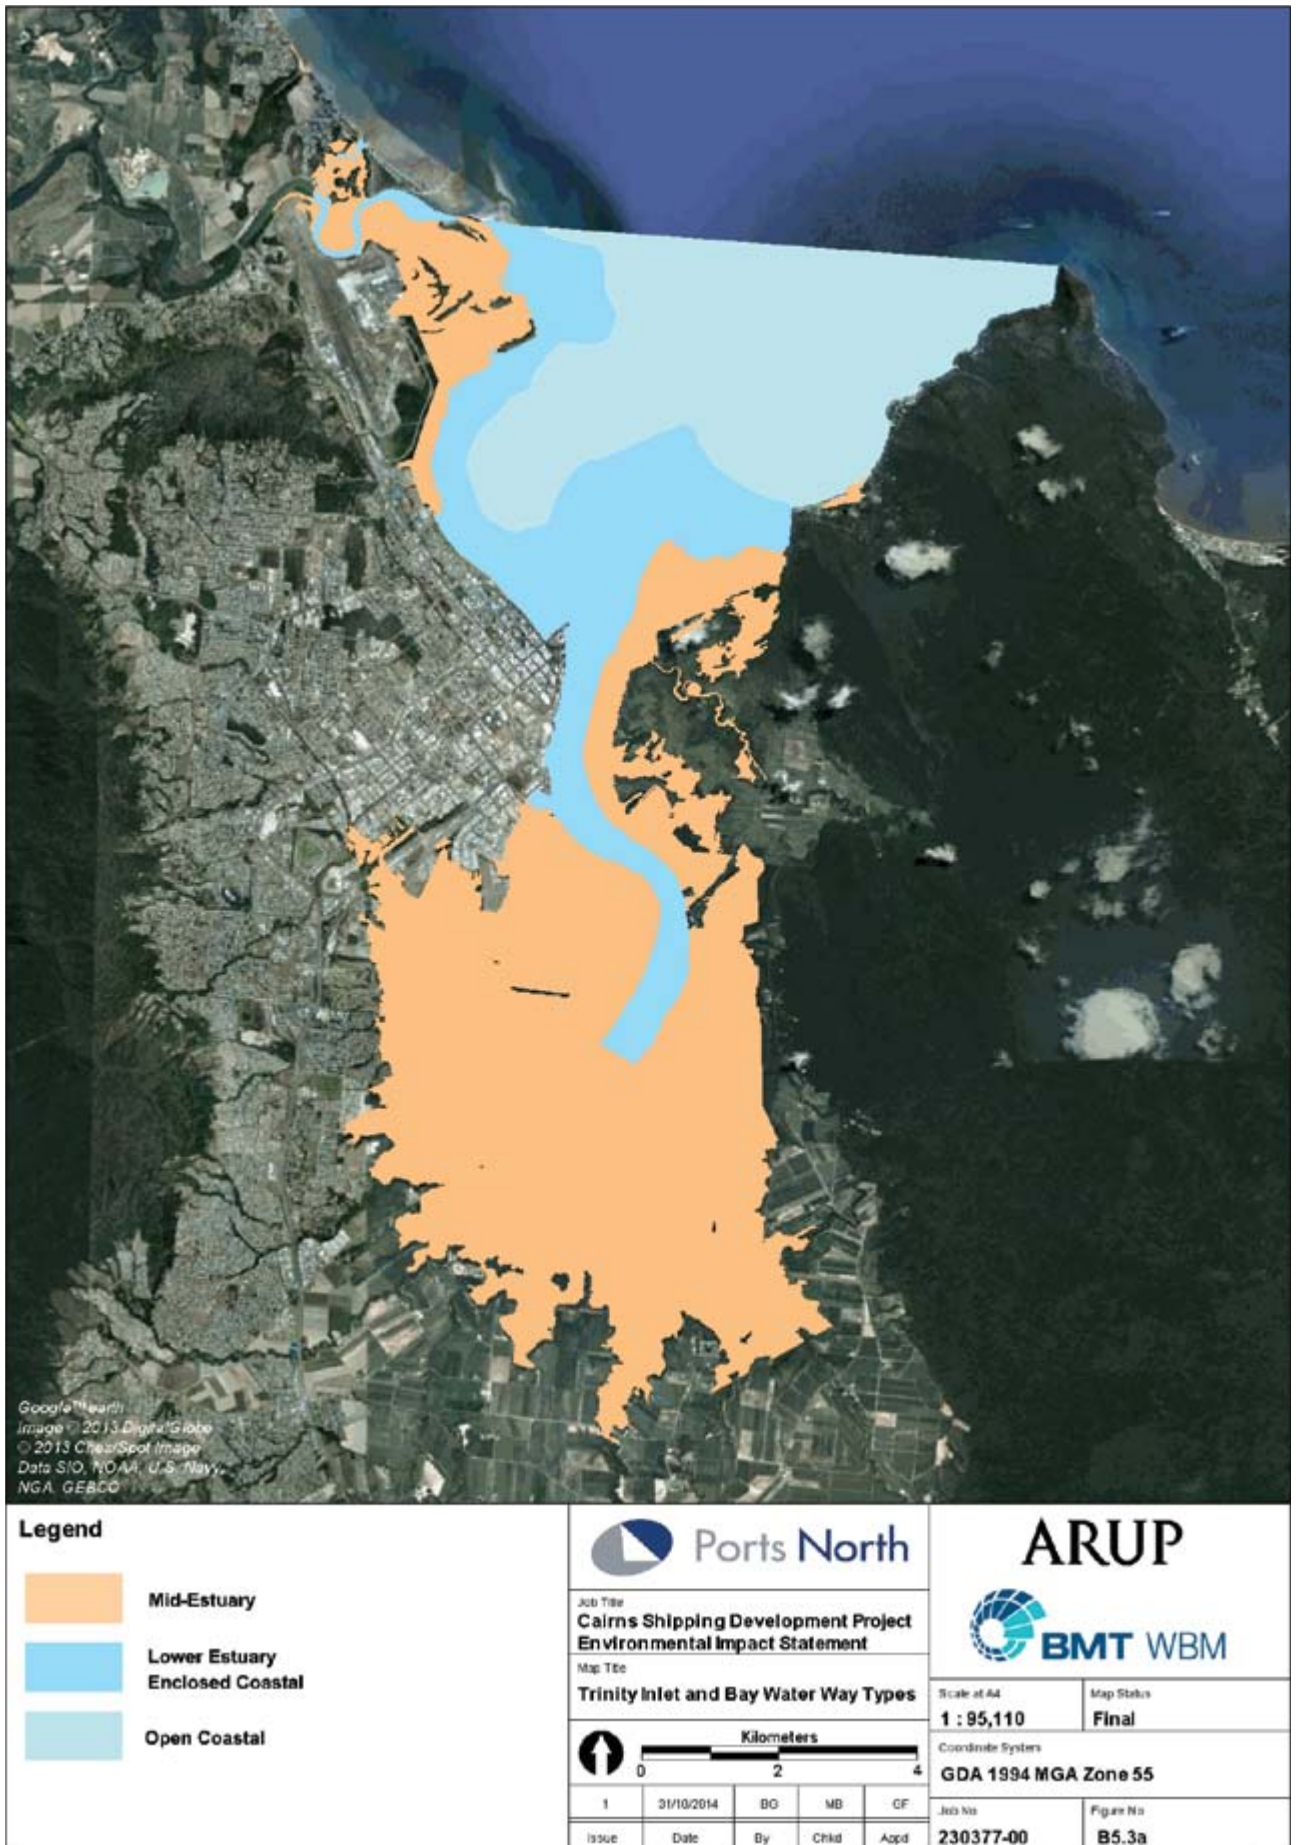 Google™earth
Image © 2013 DigitalGlobe
© 2013 Cnes/Spot Image
Data SIO, NOAA, U.S. Navy,
NGA, GEBCO
Legend
Mid-Estuary
Lower Estuary
Enclosed Coastal
Open Coastal
Ports North
Job Title
Cairns Shipping Development Project
Environmental Impact Statement
Map Title
Trinity Inlet and Bay Water Way Types
Kilometers
0 2 4
1 31/10/2014 BG MB CF
Issue Date By Chkd Appd
ARUP
BMT WBM
Scale at A4
1 : 95,110
Map Status
Final
Coordinate System
GDA 1994 MGA Zone 55
Job No
230377-00
Figure No
B5.3a